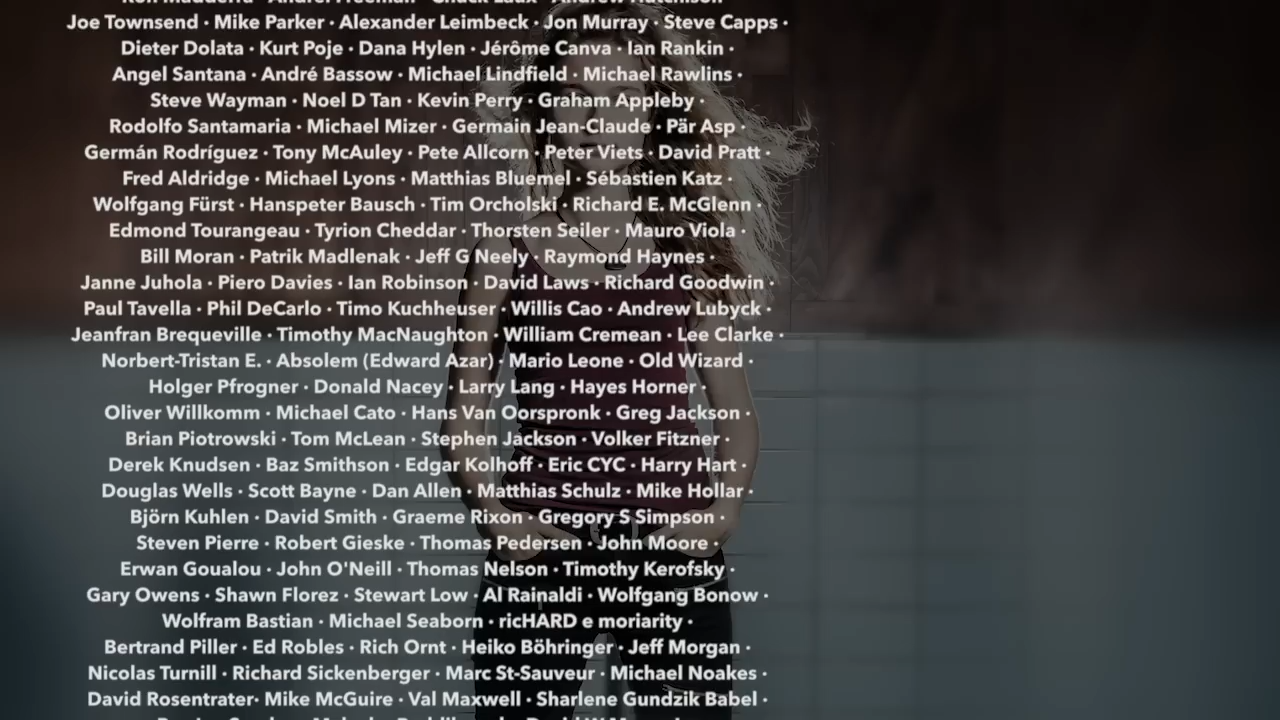 Joe Townsend · Mike Parker · Alexander Leimbeck · Jon Murray · Steve Capps ·
Dieter Dolata · Kurt Poje · Dana Hylen · Jérôme Canva · Ian Rankin ·
Angel Santana · André Bassow · Michael Lindfield · Michael Rawlins ·
Steve Wayman · Noel D Tan · Kevin Perry · Graham Appleby ·
Rodolfo Santamaria · Michael Mizer · Germain Jean-Claude · Pär Asp ·
Germán Rodríguez · Tony McAuley · Pete Allcorn · Peter Viets · David Pratt ·
Fred Aldridge · Michael Lyons · Matthias Bluemel · Sébastien Katz ·
Wolfgang Fürst · Hanspeter Bausch · Tim Orcholski · Richard E. McGlenn ·
Edmond Tourangeau · Tyrion Cheddar · Thorsten Seiler · Mauro Viola ·
Bill Moran · Patrik Madlenak · Jeff G Neely · Raymond Haynes ·
Janne Juhola · Piero Davies · Ian Robinson · David Laws · Richard Goodwin ·
Paul Tavella · Phil DeCarlo · Timo Kuchheuser · Willis Cao · Andrew Lubyck ·
Jeanfran Brequeville · Timothy MacNaughton · William Cremean · Lee Clarke ·
Norbert-Tristan E. · Absolem (Edward Azar) · Mario Leone · Old Wizard ·
Holger Pfrogner · Donald Nacey · Larry Lang · Hayes Horner ·
Oliver Willkomm · Michael Cato · Hans Van Oorspronk · Greg Jackson ·
Brian Piotrowski · Tom McLean · Stephen Jackson · Volker Fitzner ·
Derek Knudsen · Baz Smithson · Edgar Kolhoff · Eric CYC · Harry Hart ·
Douglas Wells · Scott Bayne · Dan Allen · Matthias Schulz · Mike Hollar ·
Björn Kuhlen · David Smith · Graeme Rixon · Gregory S Simpson ·
Steven Pierre · Robert Gieske · Thomas Pedersen · John Moore ·
Erwan Goualou · John O'Neill · Thomas Nelson · Timothy Kerofsky ·
Gary Owens · Shawn Florez · Stewart Low · Al Rainaldi · Wolfgang Bonow ·
Wolfram Bastian · Michael Seaborn · ricHARD e moriarity ·
Bertrand Piller · Ed Robles · Rich Ornt · Heiko Böhringer · Jeff Morgan ·
Nicolas Turnill · Richard Sickenberger · Marc St-Sauveur · Michael Noakes ·
David Rosentrater· Mike McGuire · Val Maxwell · Sharlene Gundzik Babel ·